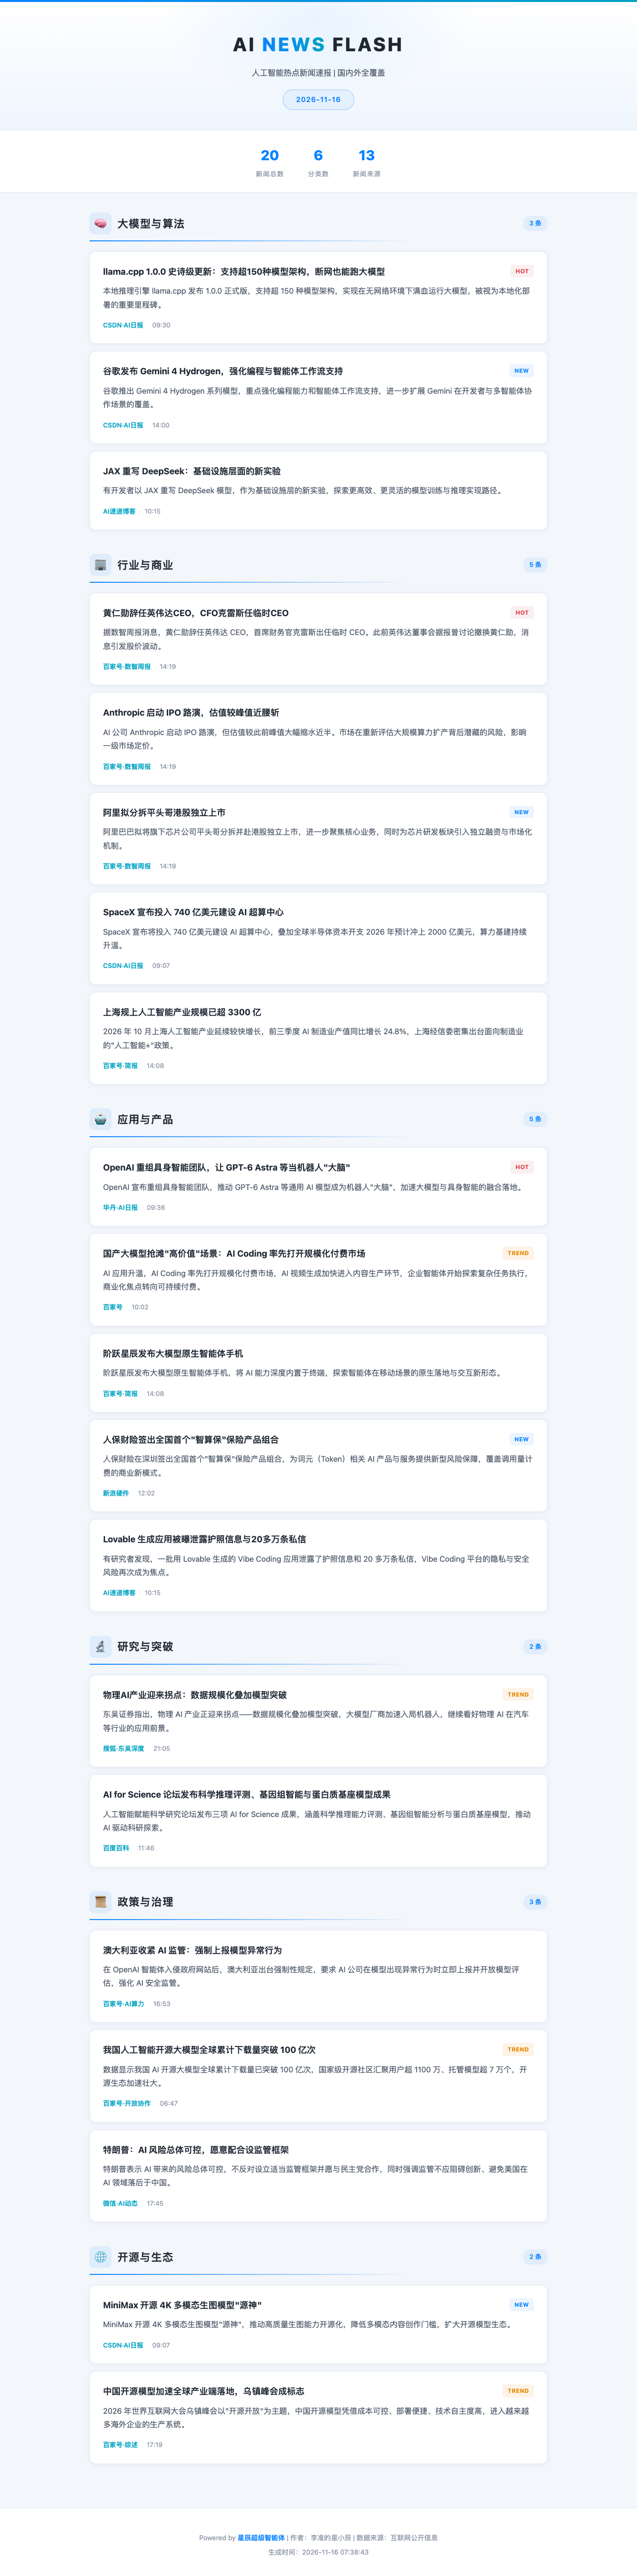 AI NEWS FLASH
人工智能热点新闻速报 | 国内外全覆盖
2026-11-16
20
6
13
新闻总数
分类数
新闻来源
大模型与算法
3 条
llama.cpp 1.0.0 史诗级更新：支持超150种模型架构，断网也能跑大模型
HOT
本地推理引擎 llama.cpp 发布 1.0.0 正式版，支持超 150 种模型架构，实现在无网络环境下满血运行大模型，被视为本地化部
署的重要里程碑。
CSDN·AI日报 09:30
谷歌发布 Gemini 4 Hydrogen，强化编程与智能体工作流支持
NEW
谷歌推出 Gemini 4 Hydrogen 系列模型，重点强化编程能力和智能体工作流支持，进一步扩展 Gemini 在开发者与多智能体协
作场景的覆盖。
CSDN·AI日报 14:00
JAX 重写 DeepSeek：基础设施层面的新实验
有开发者以 JAX 重写 DeepSeek 模型，作为基础设施层的新实验，探索更高效、更灵活的模型训练与推理实现路径。
AI速递博客 10:15
行业与商业
5 条
黄仁勋辞任英伟达CEO，CFO克雷斯任临时CEO
HOT
据数智周报消息，黄仁勋辞任英伟达 CEO，首席财务官克雷斯出任临时 CEO。此前英伟达董事会据报曾讨论撤换黄仁勋，消
息引发股价波动。
百家号·数智周报 14:19
Anthropic 启动 IPO 路演，估值较峰值近腰斩
AI 公司 Anthropic 启动 IPO 路演，但估值较此前峰值大幅缩水近半。市场在重新评估大规模算力扩产背后潜藏的风险，影响
一级市场定价。
百家号·数智周报 14:19
阿里拟分拆平头哥港股独立上市
NEW
阿里巴巴拟将旗下芯片公司平头哥分拆并赴港股独立上市，进一步聚焦核心业务，同时为芯片研发板块引入独立融资与市场化
机制。
百家号·数智周报 14:19
SpaceX 宣布投入 740 亿美元建设 AI 超算中心
SpaceX 宣布将投入 740 亿美元建设 AI 超算中心，叠加全球半导体资本开支 2026 年预计冲上 2000 亿美元，算力基建持续
升温。
CSDN·AI日报 09:07
上海规上人工智能产业规模已超 3300 亿
2026 年 10 月上海人工智能产业延续较快增长，前三季度 AI 制造业产值同比增长 24.8%，上海经信委密集出台面向制造业
的"人工智能+"政策。
百家号·简报 14:08
应用与产品
5 条
OpenAI 重组具身智能团队，让 GPT-6 Astra 等当机器人"大脑"
HOT
OpenAI 宣布重组具身智能团队，推动 GPT-6 Astra 等通用 AI 模型成为机器人"大脑"，加速大模型与具身智能的融合落地。
华丹·AI日报 09:36
国产大模型抢滩"高价值"场景：AI Coding 率先打开规模化付费市场
TREND
AI 应用升温，AI Coding 率先打开规模化付费市场，AI 视频生成加快进入内容生产环节，企业智能体开始探索复杂任务执行，
商业化焦点转向可持续付费。
百家号 10:02
阶跃星辰发布大模型原生智能体手机
阶跃星辰发布大模型原生智能体手机，将 AI 能力深度内置于终端，探索智能体在移动场景的原生落地与交互新形态。
百家号·简报 14:08
人保财险签出全国首个"智算保"保险产品组合
NEW
人保财险在深圳签出全国首个"智算保"保险产品组合，为词元（Token）相关 AI 产品与服务提供新型风险保障，覆盖调用量计
费的商业新模式。
新浪硬件 12:02
Lovable 生成应用被曝泄露护照信息与20多万条私信
有研究者发现，一批用 Lovable 生成的 Vibe Coding 应用泄露了护照信息和 20 多万条私信，Vibe Coding 平台的隐私与安全
风险再次成为焦点。
AI速递博客 10:15
研究与突破
2 条
物理AI产业迎来拐点：数据规模化叠加模型突破
TREND
东吴证券指出，物理 AI 产业正迎来拐点——数据规模化叠加模型突破，大模型厂商加速入局机器人，继续看好物理 AI 在汽车
等行业的应用前景。
搜狐·东吴深度 21:05
AI for Science 论坛发布科学推理评测、基因组智能与蛋白质基座模型成果
人工智能赋能科学研究论坛发布三项 AI for Science 成果，涵盖科学推理能力评测、基因组智能分析与蛋白质基座模型，推动
AI 驱动科研探索。
百度百科 11:46
政策与治理
3 条
澳大利亚收紧 AI 监管：强制上报模型异常行为
在 OpenAI 智能体入侵政府网站后，澳大利亚出台强制性规定，要求 AI 公司在模型出现异常行为时立即上报并开放模型评
估，强化 AI 安全监管。
百家号·AI算力 16:53
我国人工智能开源大模型全球累计下载量突破 100 亿次
TREND
数据显示我国 AI 开源大模型全球累计下载量已突破 100 亿次，国家级开源社区汇聚用户超 1100 万、托管模型超 7 万个，开
源生态加速壮大。
百家号·开放协作 06:47
特朗普：AI 风险总体可控，愿意配合设监管框架
特朗普表示 AI 带来的风险总体可控，不反对设立适当监管框架并愿与民主党合作，同时强调监管不应阻碍创新、避免美国在
AI 领域落后于中国。
微信·AI动态 17:45
开源与生态
2 条
MiniMax 开源 4K 多模态生图模型"源神"
NEW
MiniMax 开源 4K 多模态生图模型"源神"，推动高质量生图能力开源化，降低多模态内容创作门槛，扩大开源模型生态。
CSDN·AI日报 09:07
中国开源模型加速全球产业端落地，乌镇峰会成标志
TREND
2026 年世界互联网大会乌镇峰会以"开源开放"为主题，中国开源模型凭借成本可控、部署便捷、技术自主度高，进入越来越
多海外企业的生产系统。
百家号·综述 17:19
Powered by 星辰超级智能体 | 作者：李淮的星小辰 | 数据来源：互联网公开信息
生成时间：2026-11-16 07:38:43